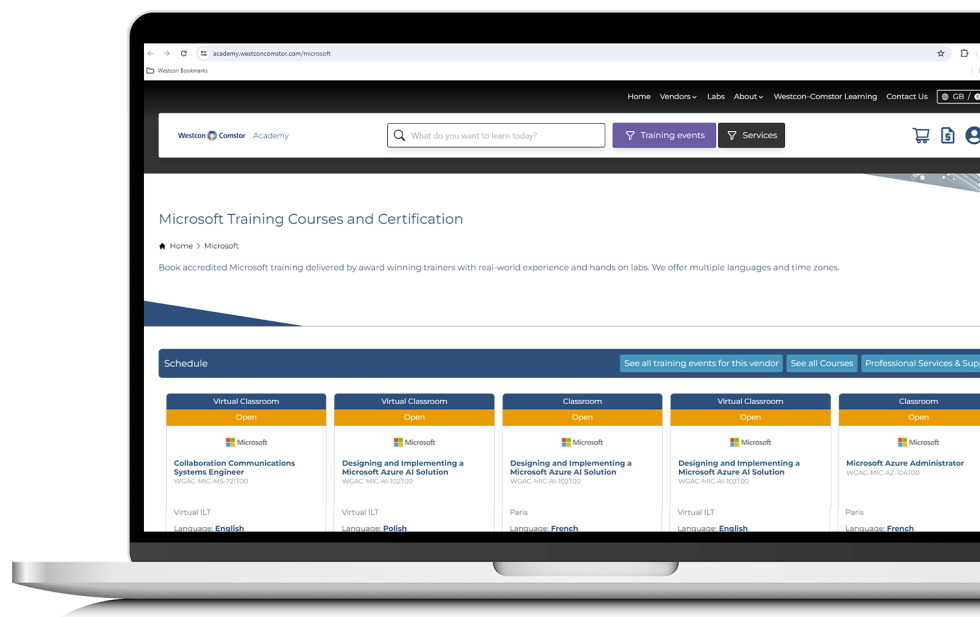 academy.westconcomstor.com/microsoft
Westcon Bookmarks
Home Vendors Labs About Westcon-Comstor Learning Contact Us GB /
Westcon Comstor Academy
What do you want to learn today?
Training events
Services
Microsoft Training Courses and Certification
Home > Microsoft
Book accredited Microsoft training delivered by award winning trainers with real-world experience and hands on labs. We offer multiple languages and time zones.
Schedule
See all training events for this vendor
See all Courses
Professional Services & Sup
Virtual Classroom
Open
Microsoft
Collaboration Communications
Systems Engineer
WGAC-MIC-MS-721T00
Virtual ILT
Language: English
Virtual Classroom
Open
Microsoft
Designing and Implementing a
Microsoft Azure AI Solution
WGAC-MIC-AI-102T00
Virtual ILT
Language: Polish
Classroom
Open
Microsoft
Designing and Implementing a
Microsoft Azure AI Solution
WGAC-MIC-AI-102T00
Paris
Language: French
Virtual Classroom
Open
Microsoft
Designing and Implementing a
Microsoft Azure AI Solution
WGAC-MIC-AI-102T00
Virtual ILT
Language: English
Classroom
Open
Microsoft
Microsoft Azure Administrator
WGAC-MIC-AZ-104T00
Paris
Language: French